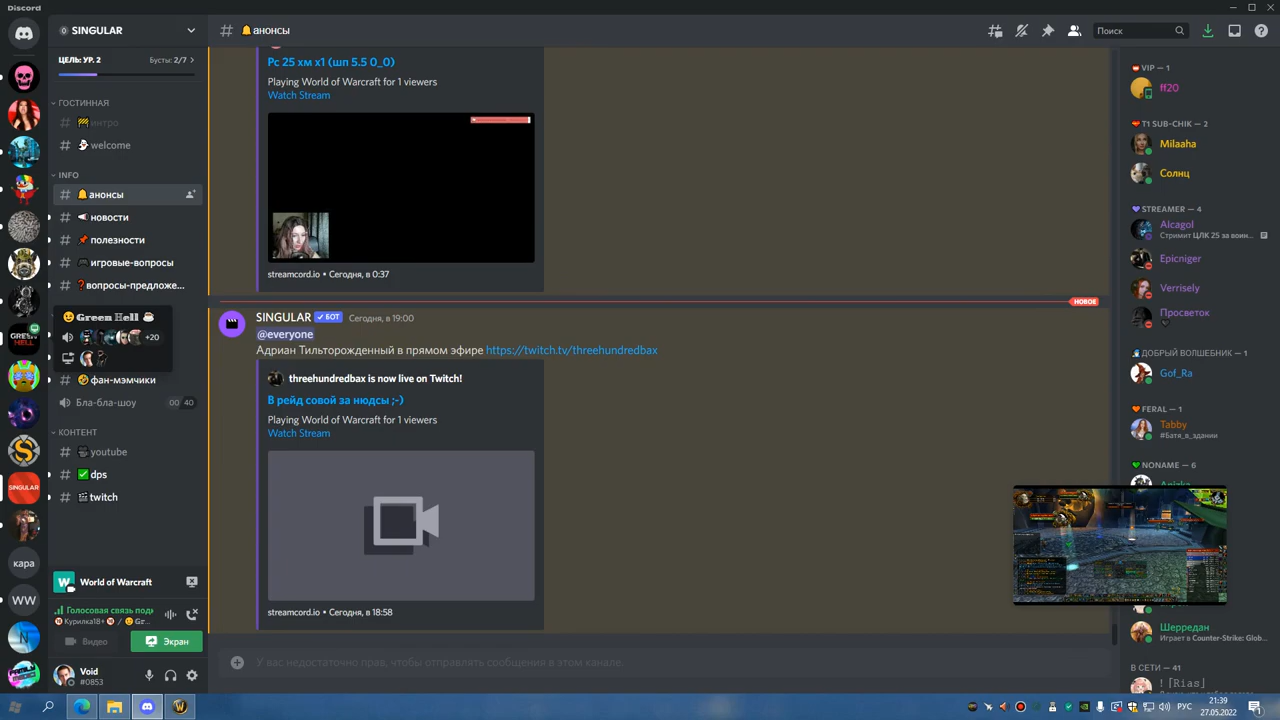 Discord
SINGULAR
ЦЕЛЬ: УР. 2
Бусты: 2/7
ГОСТИННАЯ
интро
welcome
INFO
анонсы
новости
полезности
игровые-вопросы
вопросы-предложе...
Green Hell
+20
фан-мэмчики
Бла-бла-шоу
00 40
КОНТЕНТ
youtube
dps
twitch
GREEN HELL
SINGULAR
кара
WW
World of Warcraft
Голосовая связь подк
Курилка18+
Видео
Экран
Void
#0853
анонсы
Поиск
Рс 25 хм х1 (шп 5.5 0_0)
Playing World of Warcraft for 1 viewers
Watch Stream
streamcord.io • Сегодня, в 0:37
НОВОЕ
SINGULAR
БОТ
Сегодня, в 19:00
@everyone
Адриан Тильторожденный в прямом эфире https://twitch.tv/threehundredbax
threehundredbax is now live on Twitch!
В рейд совой за нюдсы ;-)
Playing World of Warcraft for 1 viewers
Watch Stream
streamcord.io • Сегодня, в 18:58
У вас недостаточно прав, чтобы отправлять сообщения в этом канале.
VIP — 1
ff20
T1 SUB-CHIK — 2
Milaaha
Солнц
STREAMER — 4
Alcagol
Стримит ЦЛК 25 за воин...
Epicniger
Verrisely
Просветок
ДОБРЫЙ ВОЛШЕБНИК — 1
Gof_Ra
FERAL — 1
Tabby
#Батя_в_здании
NONAME — 6
Шерредан
Играет в Counter-Strike: Glob...
В СЕТИ — 41
!「Rias」
РУС
21:39
27.05.2022
1